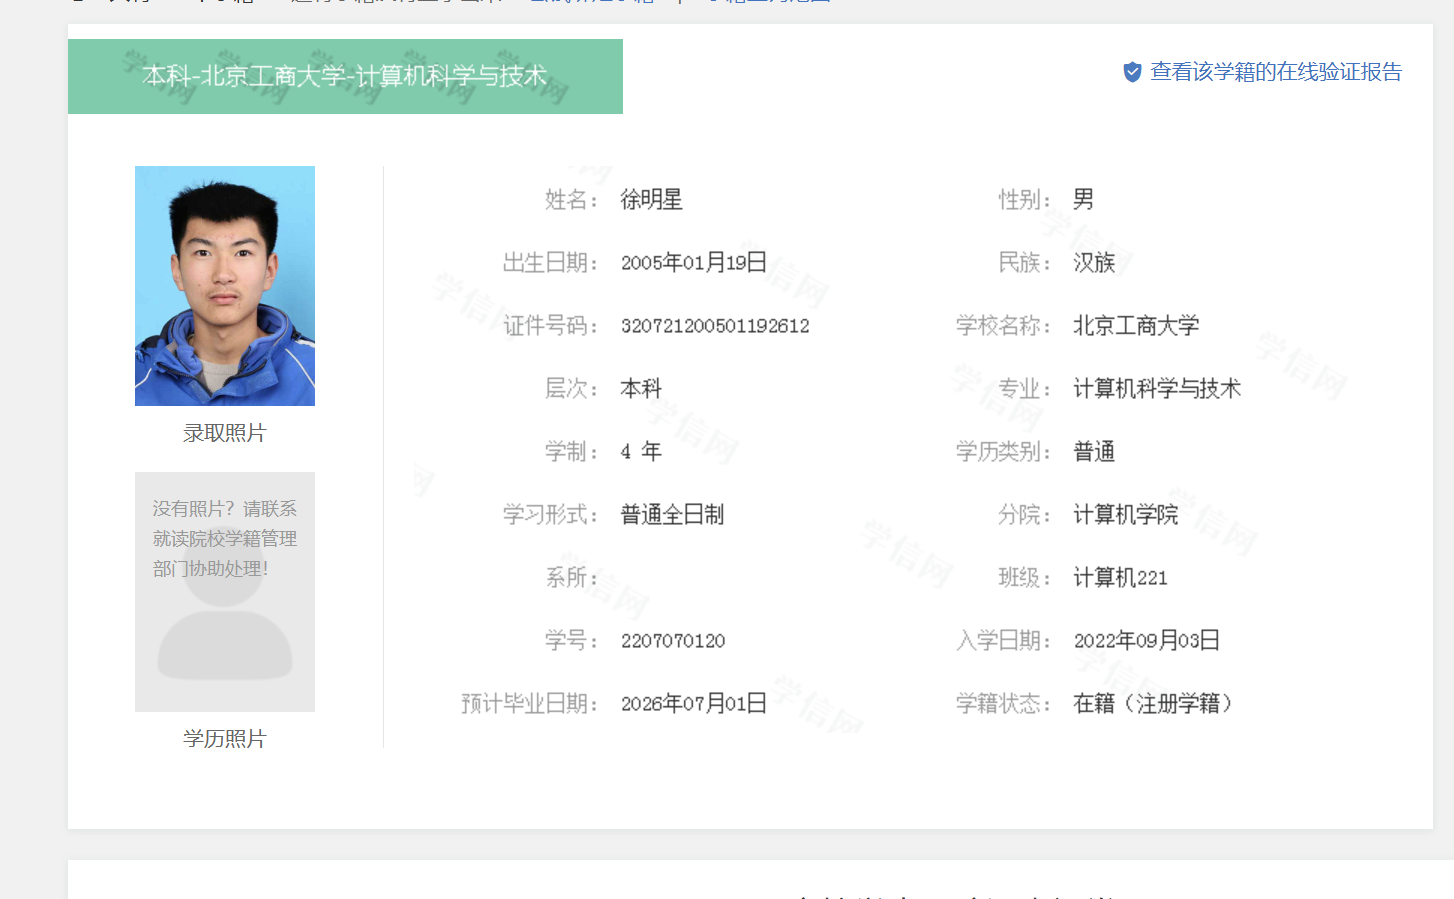 本科-北京工商大学-计算机科学与技术
查看该学籍的在线验证报告
姓名： 徐明星
性别： 男
出生日期： 2005年01月19日
民族： 汉族
证件号码： 320721200501192612
学校名称： 北京工商大学
层次： 本科
专业： 计算机科学与技术
学制： 4 年
学历类别： 普通
学习形式： 普通全日制
分院： 计算机学院
系所：
班级： 计算机221
学号： 2207070120
入学日期： 2022年09月03日
预计毕业日期： 2026年07月01日
学籍状态： 在籍（注册学籍）
录取照片
没有照片？请联系
就读院校学籍管理
部门协助处理！
学历照片
学信网